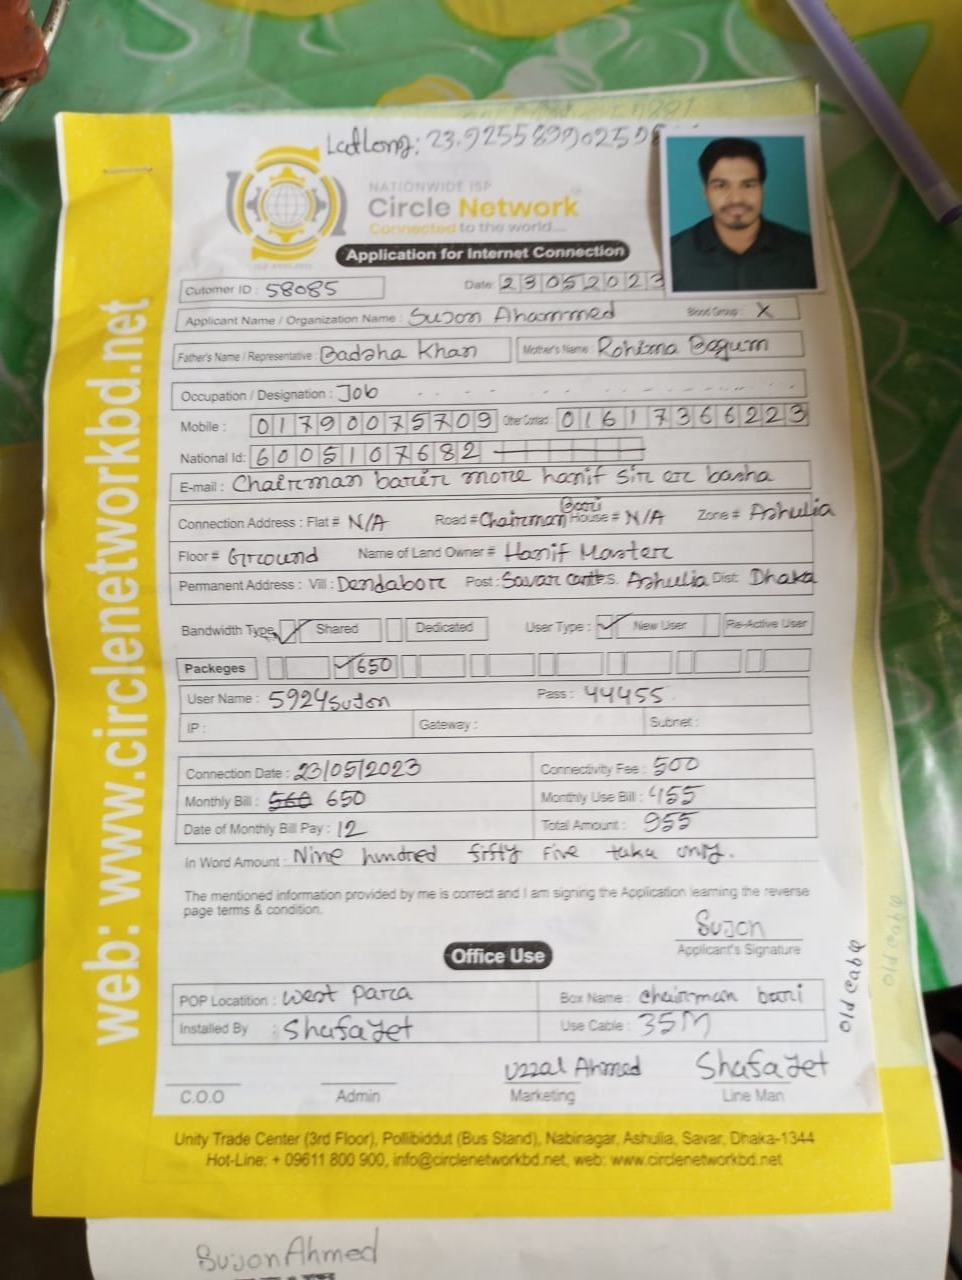 LatLong: 23.925589902598
NATIONWIDE ISP
Circle Network
Connected to the world....
Application for Internet Connection
Cutomer ID : 58085 Date: 23052023
Applicant Name / Organization Name : Sujon Ahammed Blood Group : X
Father's Name / Representative : Badsha Khan Mother's Name : Rohima Begum
Occupation / Designation : Job
Mobile : 01790075709 Other Contact : 01617366223
National Id: 6005107682
E-mail : Chairman barir more hanif sir er basha
Connection Address : Flat # N/A Road # Chairman Bari House # N/A Zone # Ashulia
Floor # Ground Name of Land Owner # Hanif Master
Permanent Address : Vill : Dendabor Post : Savar Cantt P.S. Ashulia Dist: Dhaka
Bandwidth Type Shared Dedicated User Type : New User Re-Active User
Packeges 650
User Name : 5924Sujon Pass : 44455
IP : Gateway : Subnet :
Connection Date : 23/05/2023 Connectivity Fee : 500
Monthly Bill : 560 650 Monthly Use Bill : 455
Date of Monthly Bill Pay : 12 Total Amount : 955
In Word Amount : Nine hundred fifty five taka only.
The mentioned information provided by me is correct and I am signing the Application learning the reverse
page terms & condition.
Sujon
Applicant's Signature
Office Use
POP Locatition : West Para Box Name : Chairman bari
Installed By : Shafayet Use Cable : 35M
Old Cable
Uzzal Ahmed Shafayet
C.O.O Admin Marketing Line Man
Unity Trade Center (3rd Floor), Pollibiddut (Bus Stand), Nabinagar, Ashulia, Savar, Dhaka-1344
Hot-Line: + 09611 800 900, info@circlenetworkbd.net, web: www.circlenetworkbd.net
web: www.circlenetworkbd.net
Sujon Ahmed